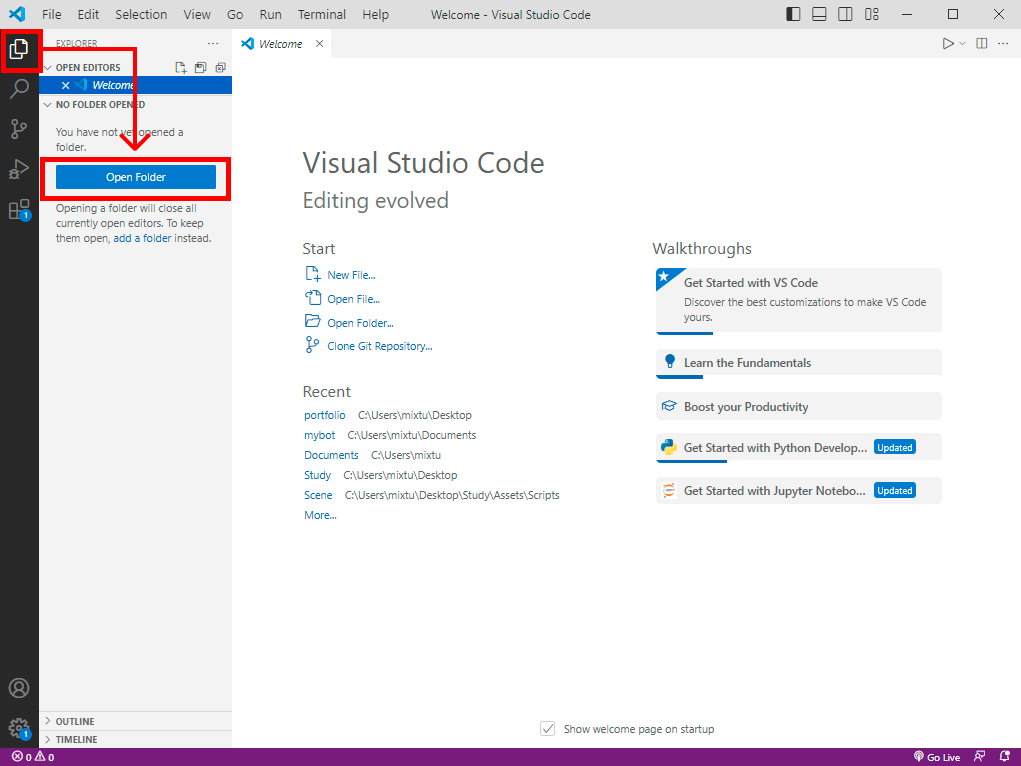 File Edit Selection View Go Run Terminal Help Welcome - Visual Studio Code
EXPLORER
Welcome
OPEN EDITORS
Welcome
NO FOLDER OPENED
You have not yet opened a
folder.
Open Folder
Opening a folder will close all
currently open editors. To keep
them open, add a folder instead.
1
OUTLINE
TIMELINE
1
Visual Studio Code
Editing evolved
Start
New File...
Open File...
Open Folder...
Clone Git Repository...
Recent
portfolio C:\Users\mixtu\Desktop
mybot C:\Users\mixtu\Documents
Documents C:\Users\mixtu
Study C:\Users\mixtu\Desktop
Scene C:\Users\mixtu\Desktop\Study\Assets\Scripts
More...
Walkthroughs
Get Started with VS Code
Discover the best customizations to make VS Code
yours.
Learn the Fundamentals
Boost your Productivity
Get Started with Python Develop... Updated
Get Started with Jupyter Notebo... Updated
Show welcome page on startup
0 0 Go Live